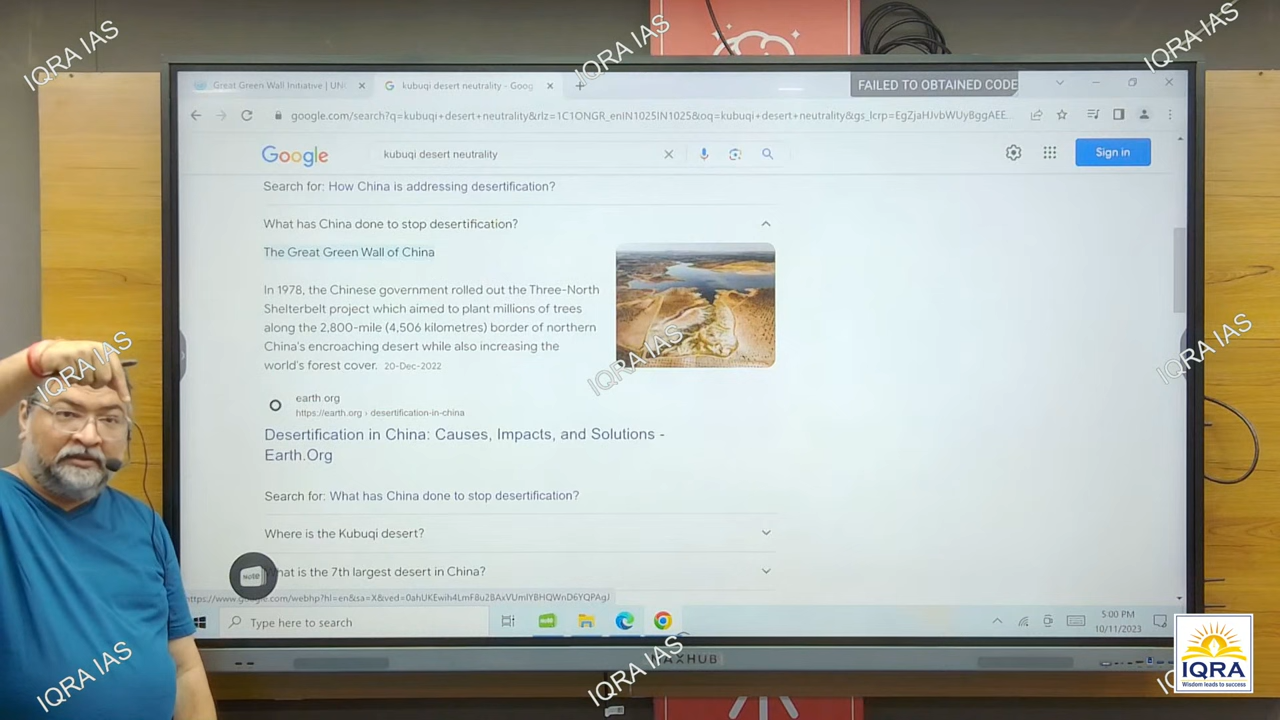 IQRA IAS
IQRA IAS
IQRA IAS
Great Green Wall Initiative | UN
kubuqi desert neutrality - Goog
FAILED TO OBTAINED CODE
google.com/search?q=kubuqi+desert+neutrality&rlz=1C1ONGR_enIN1025IN1025&oq=kubuqi+desert+neutrality&gs_lcrp=EgZjaHJvbWUyBggAEE...
Google
kubuqi desert neutrality
Sign in
Search for: How China is addressing desertification?
What has China done to stop desertification?
The Great Green Wall of China
In 1978, the Chinese government rolled out the Three-North
Shelterbelt project which aimed to plant millions of trees
along the 2,800-mile (4,506 kilometres) border of northern
China's encroaching desert while also increasing the
world's forest cover. 20-Dec-2022
IQRA IAS
IQRA IAS
IQRA IAS
earth.org
https://earth.org › desertification-in-china
Desertification in China: Causes, Impacts, and Solutions -
Earth.Org
Search for: What has China done to stop desertification?
Where is the Kubuqi desert?
What is the 7th largest desert in China?
Type here to search
5:00 PM
10/11/2023
IQRA IAS
IQRA IAS
IQRA
Wisdom leads to success